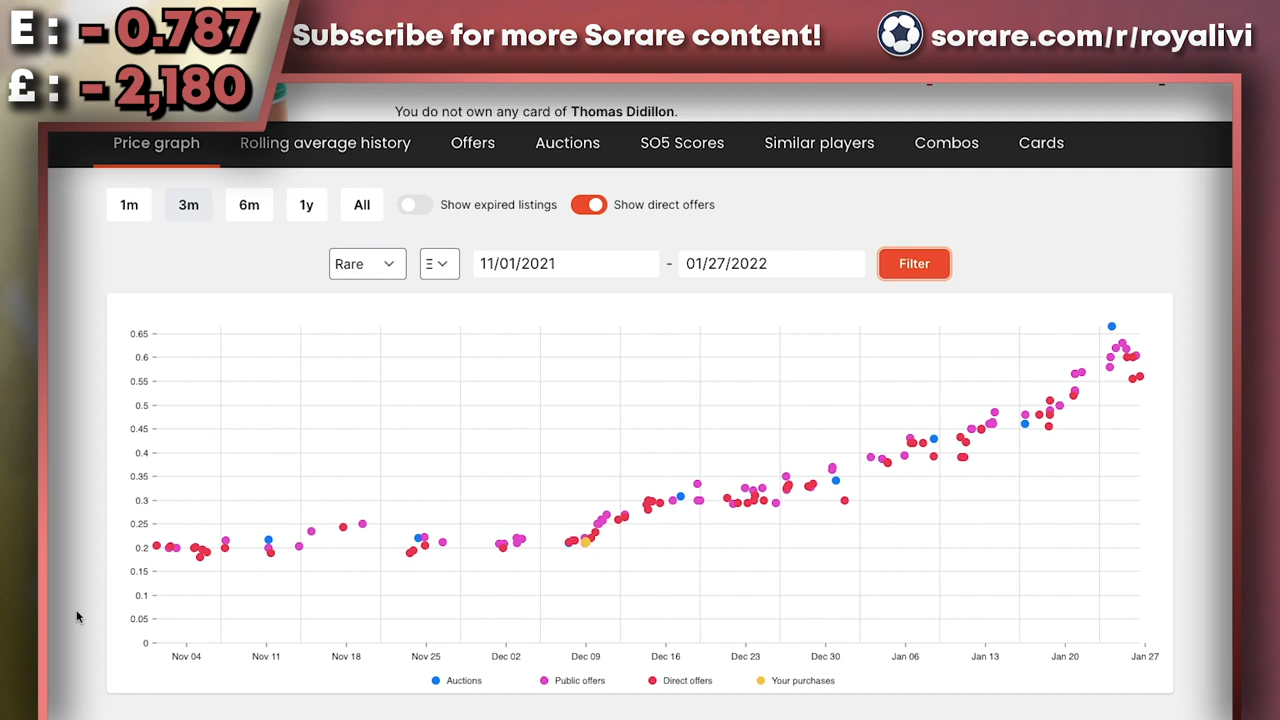 E : - 0.787
£ : - 2,180
Subscribe for more Sorare content!
sorare.com/r/royalivi
You do not own any card of Thomas Didillon.
Price graph Rolling average history Offers Auctions SO5 Scores Similar players Combos Cards
1m 3m 6m 1y All Show expired listings Show direct offers
Rare 11/01/2021 - 01/27/2022 Filter
0.65
0.6
0.55
0.5
0.45
0.4
0.35
0.3
0.25
0.2
0.15
0.1
0.05
0
Nov 04 Nov 11 Nov 18 Nov 25 Dec 02 Dec 09 Dec 16 Dec 23 Dec 30 Jan 06 Jan 13 Jan 20 Jan 27
Auctions Public offers Direct offers Your purchases